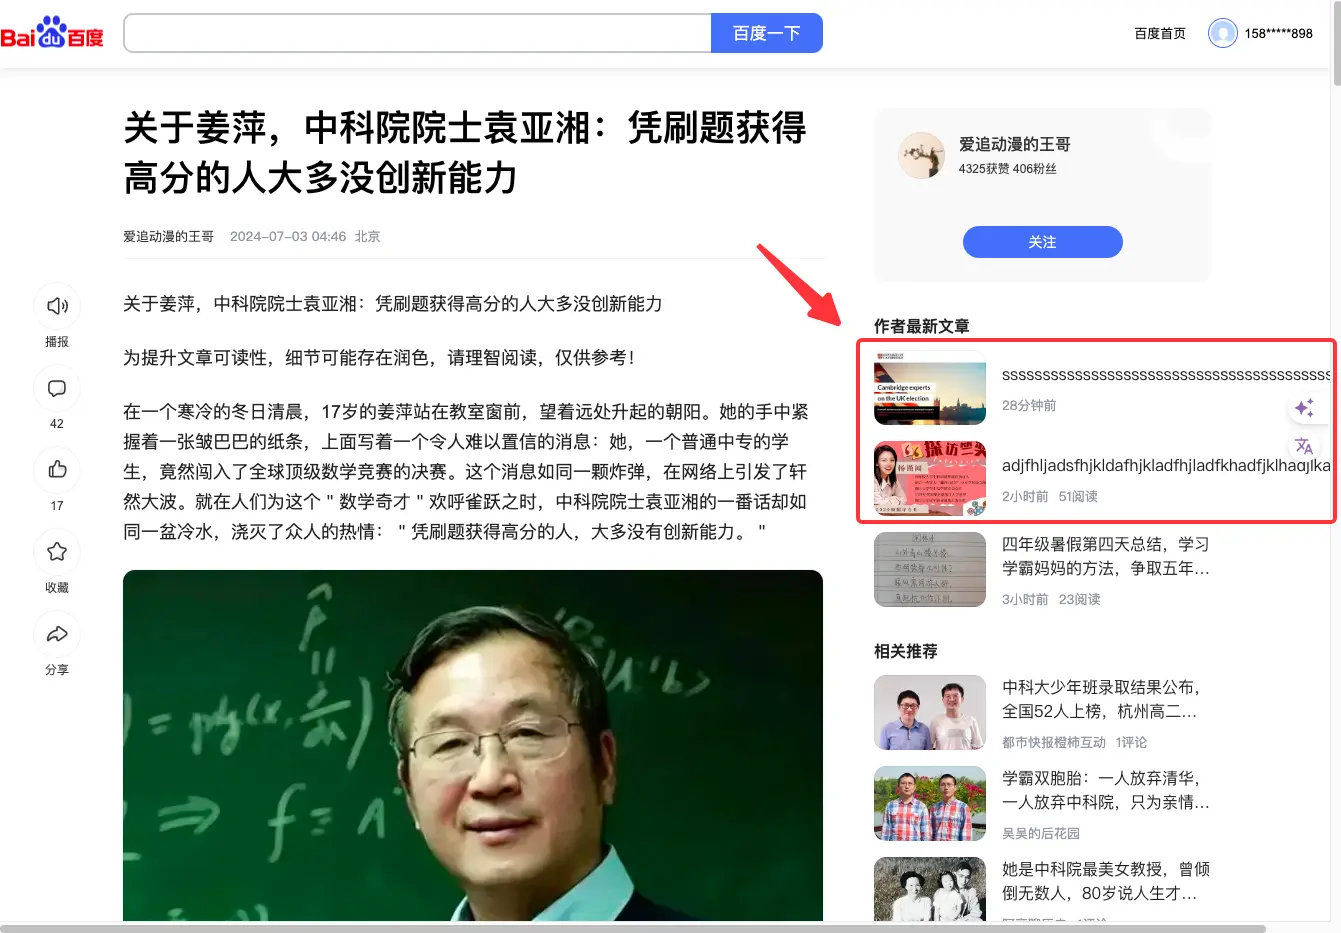 Bai du 百度
百度一下
百度首页
158*****898
关于姜萍，中科院院士袁亚湘：凭刷题获得
高分的人大多没创新能力
爱追动漫的王哥 2024-07-03 04:46 北京
播报
42
17
收藏
分享
关于姜萍，中科院院士袁亚湘：凭刷题获得高分的人大多没创新能力
为提升文章可读性，细节可能存在润色，请理智阅读，仅供参考！
在一个寒冷的冬日清晨，17岁的姜萍站在教室窗前，望着远处升起的朝阳。她的手中紧
握着一张皱巴巴的纸条，上面写着一个令人难以置信的消息：她，一个普通中专的学
生，竟然闯入了全球顶级数学竞赛的决赛。这个消息如同一颗炸弹，在网络上引发了轩
然大波。就在人们为这个＂数学奇才＂欢呼雀跃之时，中科院院士袁亚湘的一番话却如
同一盆冷水，浇灭了众人的热情：＂凭刷题获得高分的人，大多没有创新能力。＂
爱追动漫的王哥
4325获赞 406粉丝
关注
作者最新文章
Cambridge experts
on the UK election
sssssssssssssssssssssssssssssssssssssssss
28分钟前
adjfhljadsfhjkldafhjkladfhjladfkhadfjklhadjlka
2小时前 51阅读
四年级暑假第四天总结，学习
学霸妈妈的方法，争取五年…
3小时前 23阅读
相关推荐
中科大少年班录取结果公布，
全国52人上榜，杭州高二…
都市快报橙柿互动 1评论
学霸双胞胎：一人放弃清华，
一人放弃中科院，只为亲情…
吴吴的后花园
她是中科院最美女教授，曾倾
倒无数人，80岁说人生才…